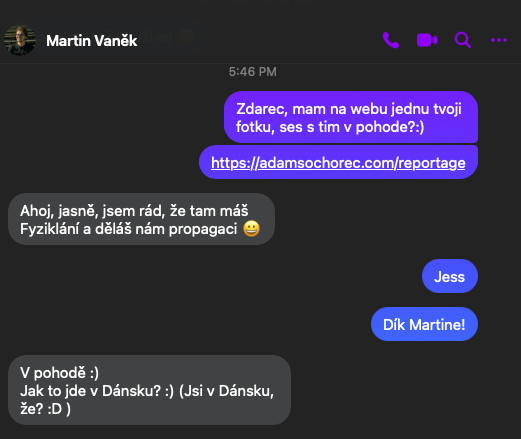 Martin Vaněk
5:46 PM
Zdarec, mam na webu jednu tvoji
fotku, ses s tim v pohode?:)
https://adamsochorec.com/reportage
Ahoj, jasně, jsem rád, že tam máš
Fyziklání a děláš nám propagaci 😀
Jess
Dík Martine!
V pohodě :)
Jak to jde v Dánsku? :) (Jsi v Dánsku,
že? :D )